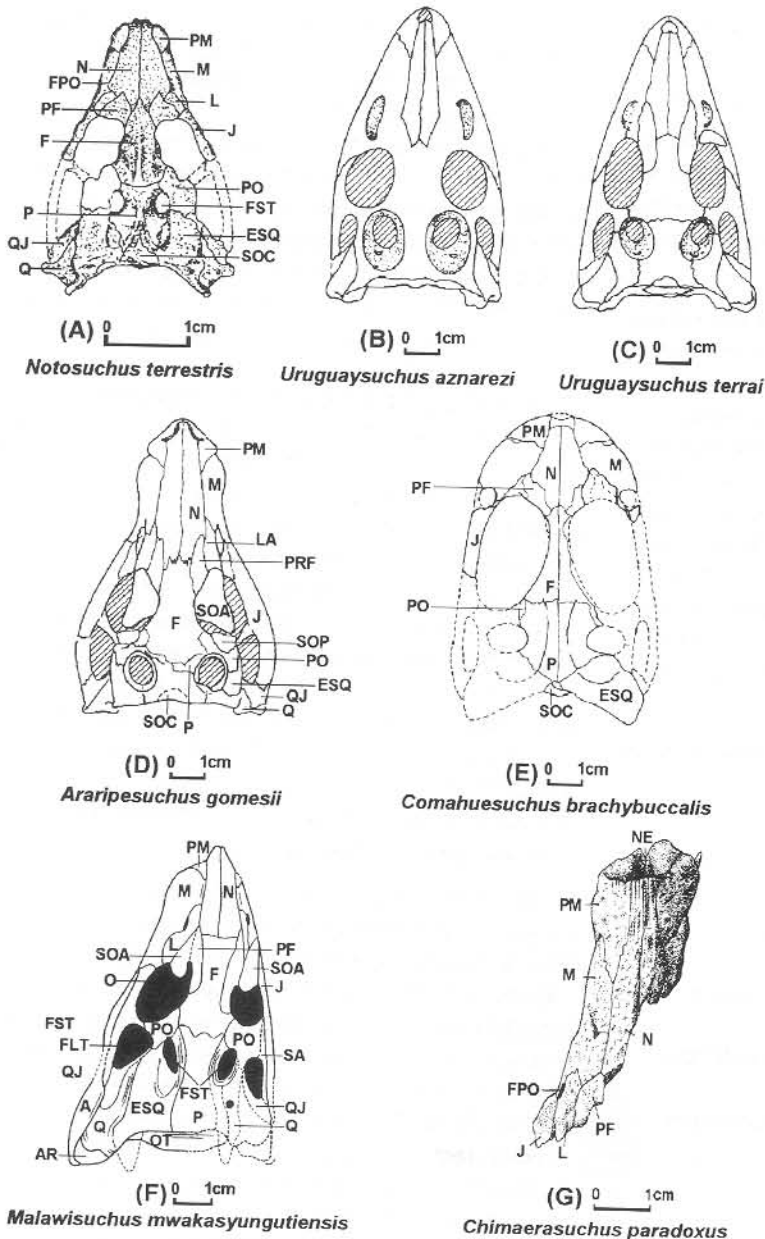 PM
N
M
FPO
L
PF
J
F
PO
P
FST
QJ
ESQ
Q
SOC
(A) 0 1cm
Notosuchus terrestris
(B) 0 1cm
Uruguaysuchus aznarezi
(C) 0 1cm
Uruguaysuchus terrai
PM
M
N
LA
PRF
SOA
J
F
SOP
PO
ESQ
QJ
SOC
P
Q
(D) 0 1cm
Araripesuchus gomesii
PM
N
M
PF
J
F
PO
P
ESQ
SOC
(E) 0 1cm
Comahuesuchus brachybuccalis
PM
M
N
L
PF
SOA
F
SOA
O
J
FST
PO
PO
FLT
SA
QJ
FST
QJ
A
ESQ
P
Q
Q
OT
AR
(F) 0 1cm
Malawisuchus mwakasyungutiensis
NE
PM
M
N
FPO
PF
J
L
(G) 0 1cm
Chimaerasuchus paradoxus